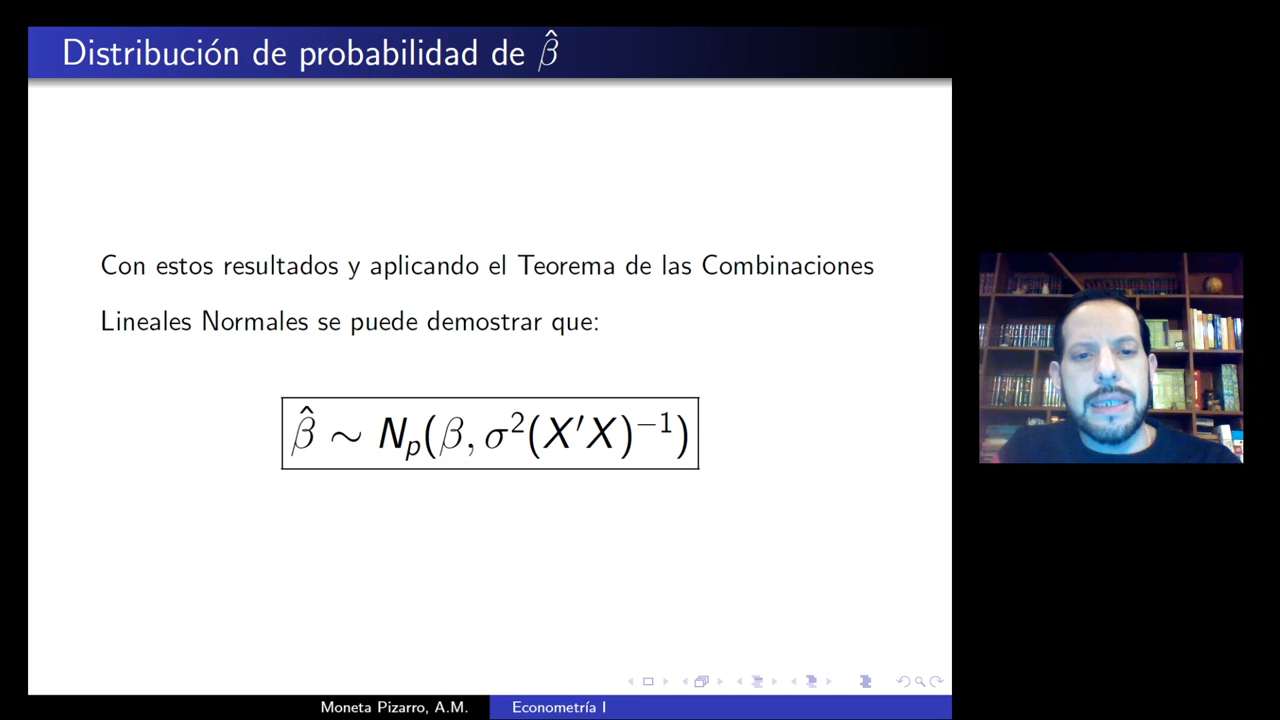 Distribución de probabilidad de β̂
Con estos resultados y aplicando el Teorema de las Combinaciones
Lineales Normales se puede demostrar que:
β̂ ∼ Nₚ(β, σ²(X′X)⁻¹)
Moneta Pizarro, A.M. Econometría I